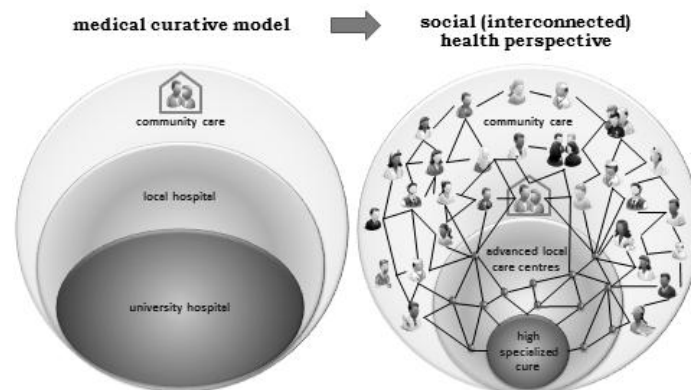 medical curative model
social (interconnected)
health perspective
community care
local hospital
university hospital
community care
advanced local
care centres
high
specialized
cure